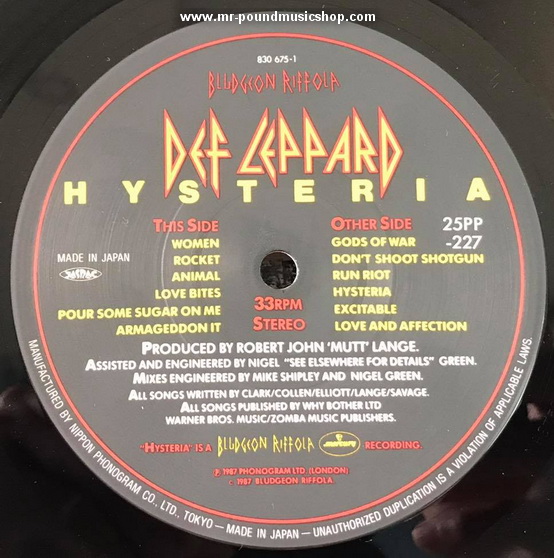 www.mr-poundmusicshop.com
830 675-1
BLUDGEON RIFFOLA
DEF LEPPARD
HYSTERIA
THIS SIDE
WOMEN
ROCKET
ANIMAL
LOVE BITES
POUR SOME SUGAR ON ME
ARMAGEDDON IT
OTHER SIDE
GODS OF WAR
DON'T SHOOT SHOTGUN
RUN RIOT
HYSTERIA
EXCITABLE
LOVE AND AFFECTION
25PP
-227
MADE IN JAPAN
JASRAC
33RPM
STEREO
PRODUCED BY ROBERT JOHN 'MUTT' LANGE.
ASSISTED AND ENGINEERED BY NIGEL "SEE ELSEWHERE FOR DETAILS" GREEN.
MIXES ENGINEERED BY MIKE SHIPLEY AND NIGEL GREEN.
ALL SONGS WRITTEN BY CLARK/COLLEN/ELLIOTT/LANGE/SAVAGE.
ALL SONGS PUBLISHED BY WHY BOTHER LTD
WARNER BROS. MUSIC/ZOMBA MUSIC PUBLISHERS.
"HYSTERIA" IS A BLUDGEON RIFFOLA mercury RECORDING.
℗ 1987 PHONOGRAM LTD. (LONDON)
c 1987 BLUDGEON RIFFOLA.
MANUFACTURED BY NIPPON PHONOGRAM CO., LTD., TOKYO — MADE IN JAPAN — UNAUTHORIZED DUPLICATION IS A VIOLATION OF APPLICABLE LAWS.